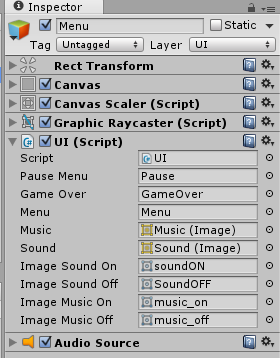 Inspector
Menu Static
Tag Untagged Layer UI
Rect Transform
Canvas
Canvas Scaler (Script)
Graphic Raycaster (Script)
UI (Script)
Script UI
Pause Menu Pause
Game Over GameOver
Menu Menu
Music Music (Image)
Sound Sound (Image)
Image Sound On soundON
Image Sound Off SoundOFF
Image Music On music_on
Image Music Off music_off
Audio Source